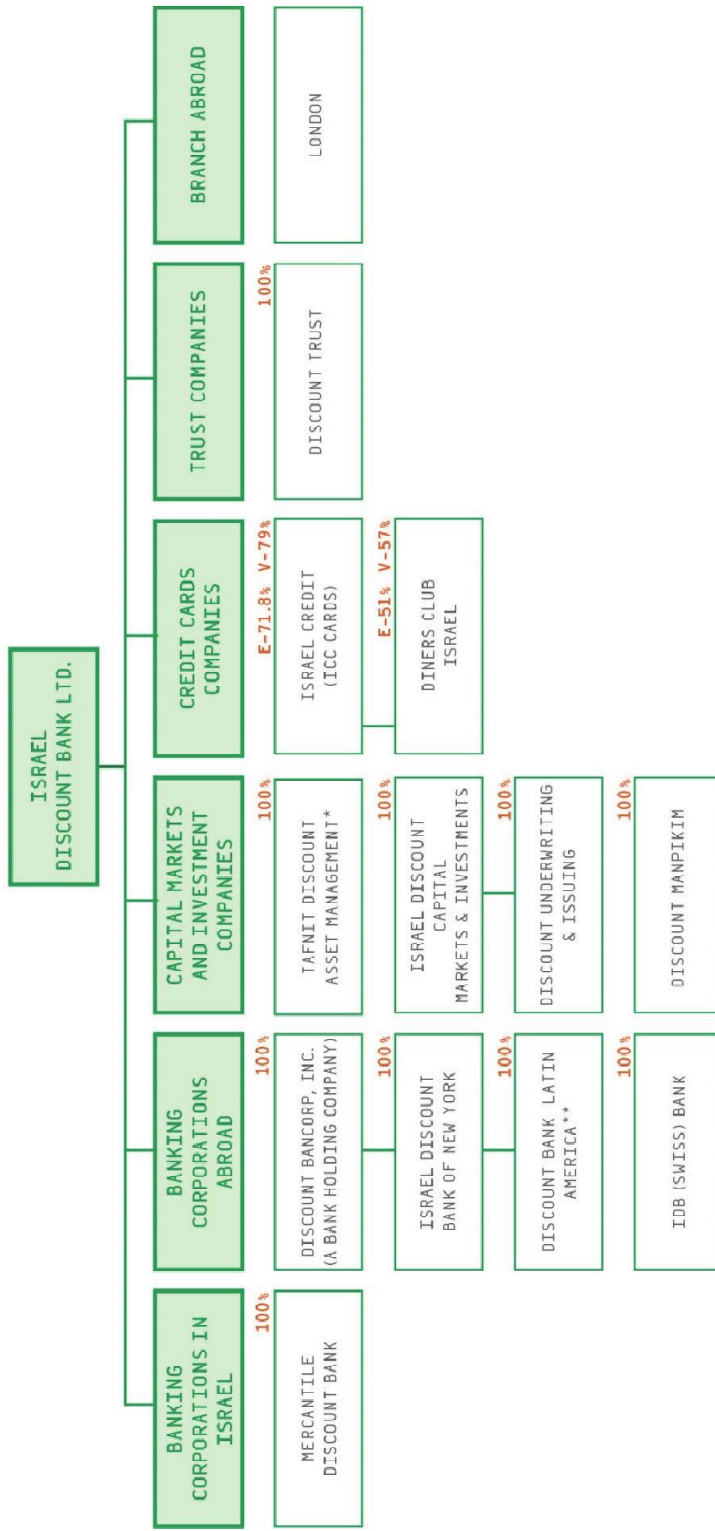 ISRAEL
DISCOUNT BANK LTD.
BANKING
CORPORATIONS IN
ISRAEL
100%
MERCANTILE
DISCOUNT BANK
BANKING
CORPORATIONS
ABROAD
100%
DISCOUNT BANCORP, INC.
(A BANK HOLDING COMPANY)
100%
ISRAEL DISCOUNT
BANK OF NEW YORK
100%
DISCOUNT BANK LATIN
AMERICA**
100%
IDB (SWISS) BANK
CAPITAL MARKETS
AND INVESTMENT
COMPANIES
100%
TAFNIT DISCOUNT
ASSET MANAGEMENT*
100%
ISRAEL DISCOUNT
CAPITAL
MARKETS & INVESTMENTS
100%
DISCOUNT UNDERWRITING
& ISSUING
100%
DISCOUNT MANPIKIM
CREDIT CARDS
COMPANIES
E-71.8% V-79%
ISRAEL CREDIT
(ICC CARDS)
E-51% V-57%
DINERS CLUB
ISRAEL
TRUST COMPANIES
100%
DISCOUNT TRUST
BRANCH ABROAD
LONDON